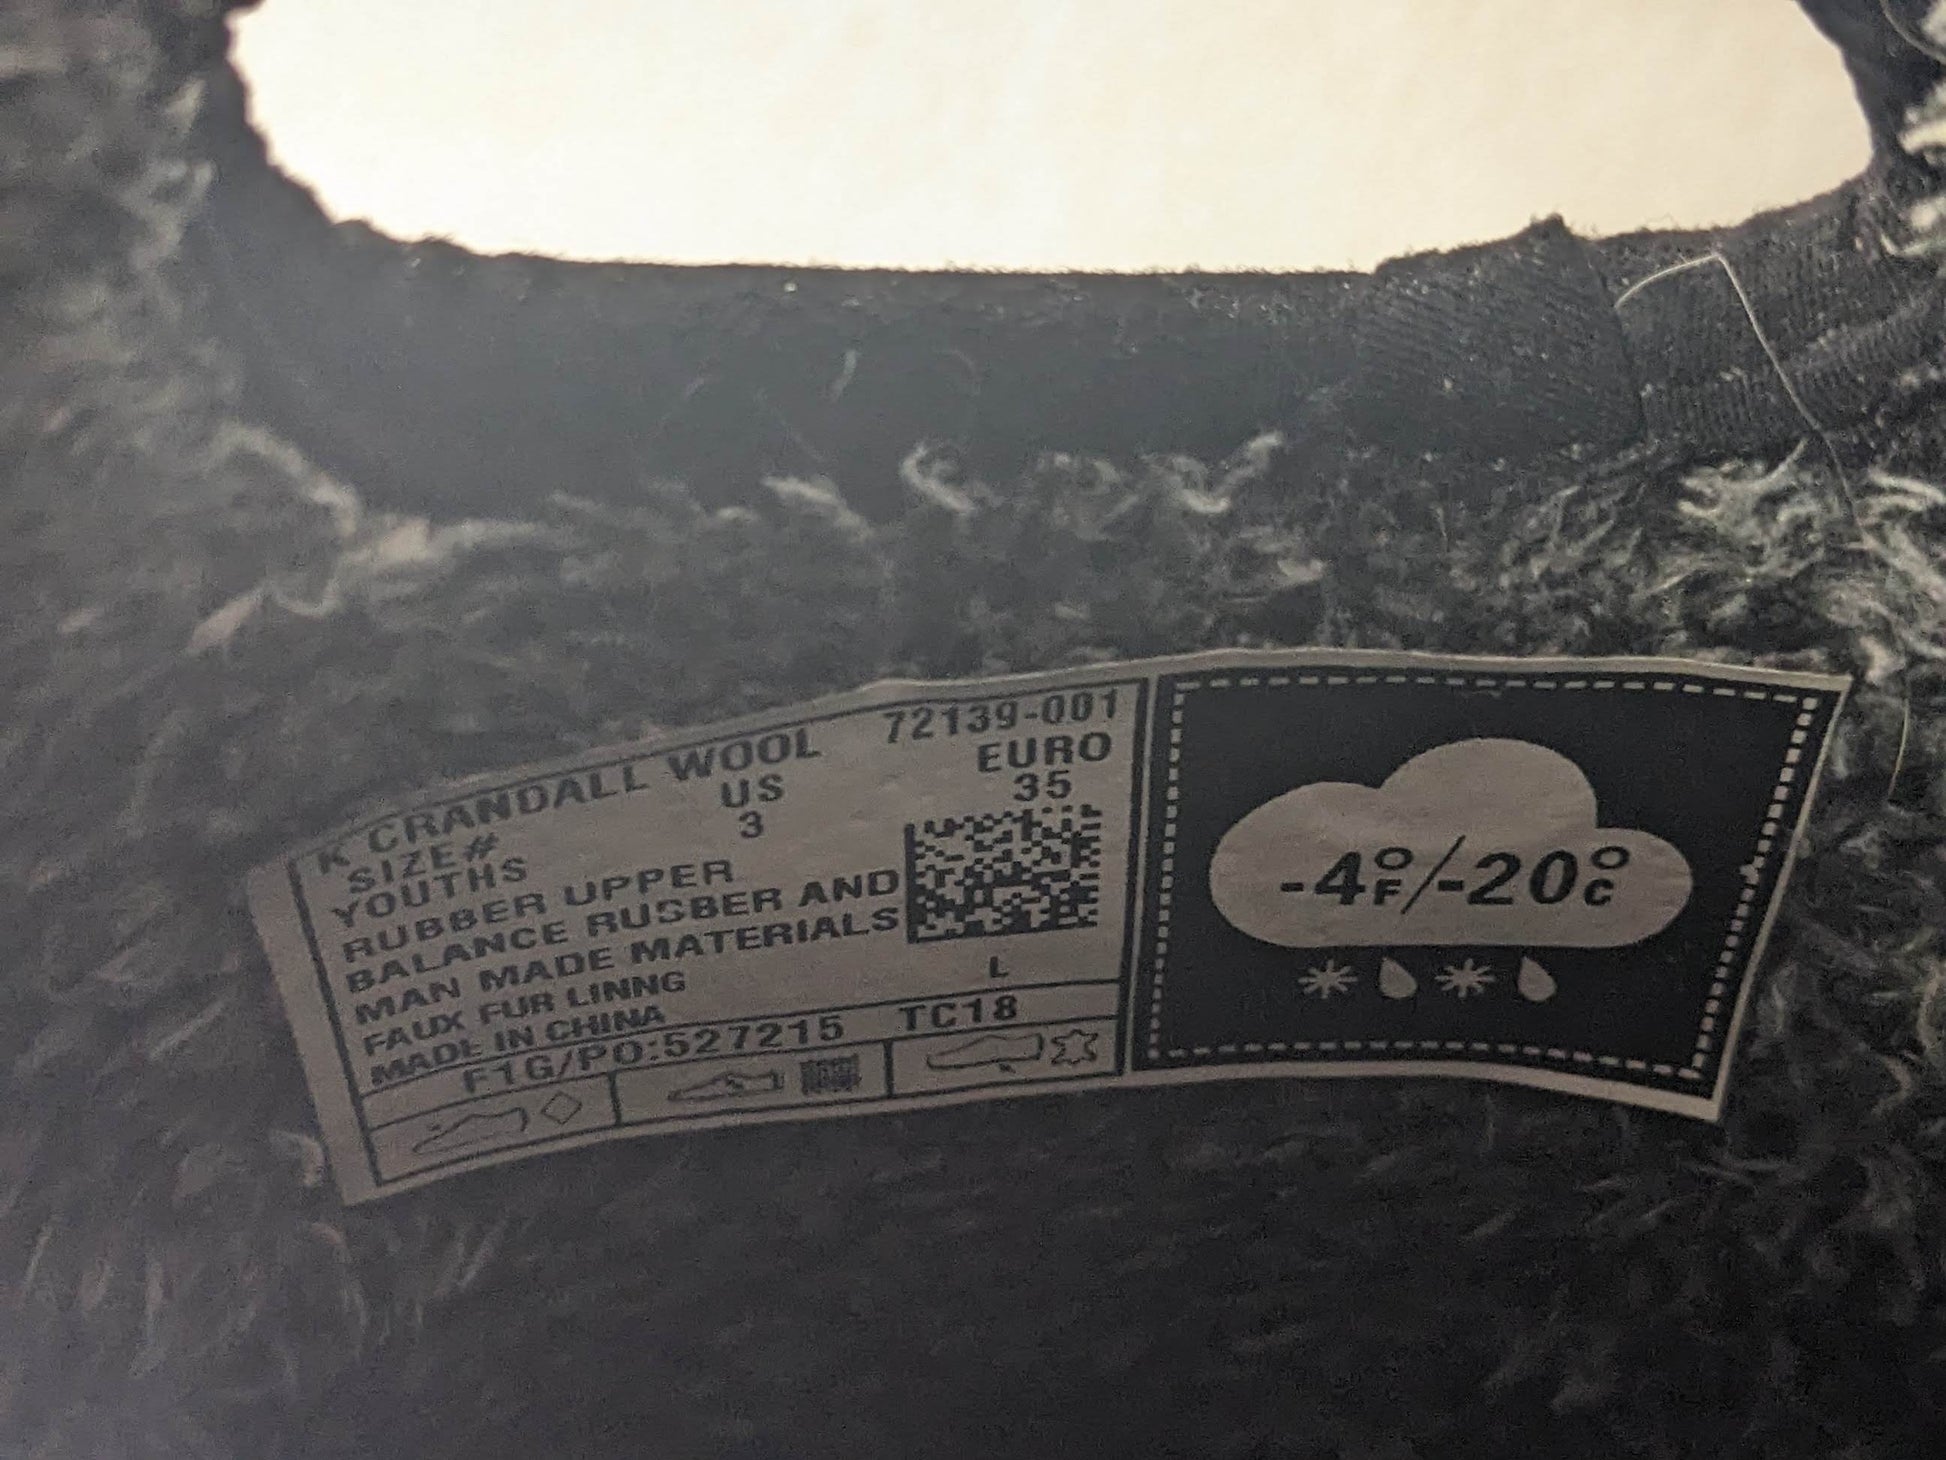 K CRANDALL WOOL 72139-001
SIZE# US EURO
YOUTHS 3 35
RUBBER UPPER
BALANCE RUBBER AND
MAN MADE MATERIALS
FAUX FUR LINNG
MADE IN CHINA
L
F1G/PO:527215 TC18
-4°F/-20°C